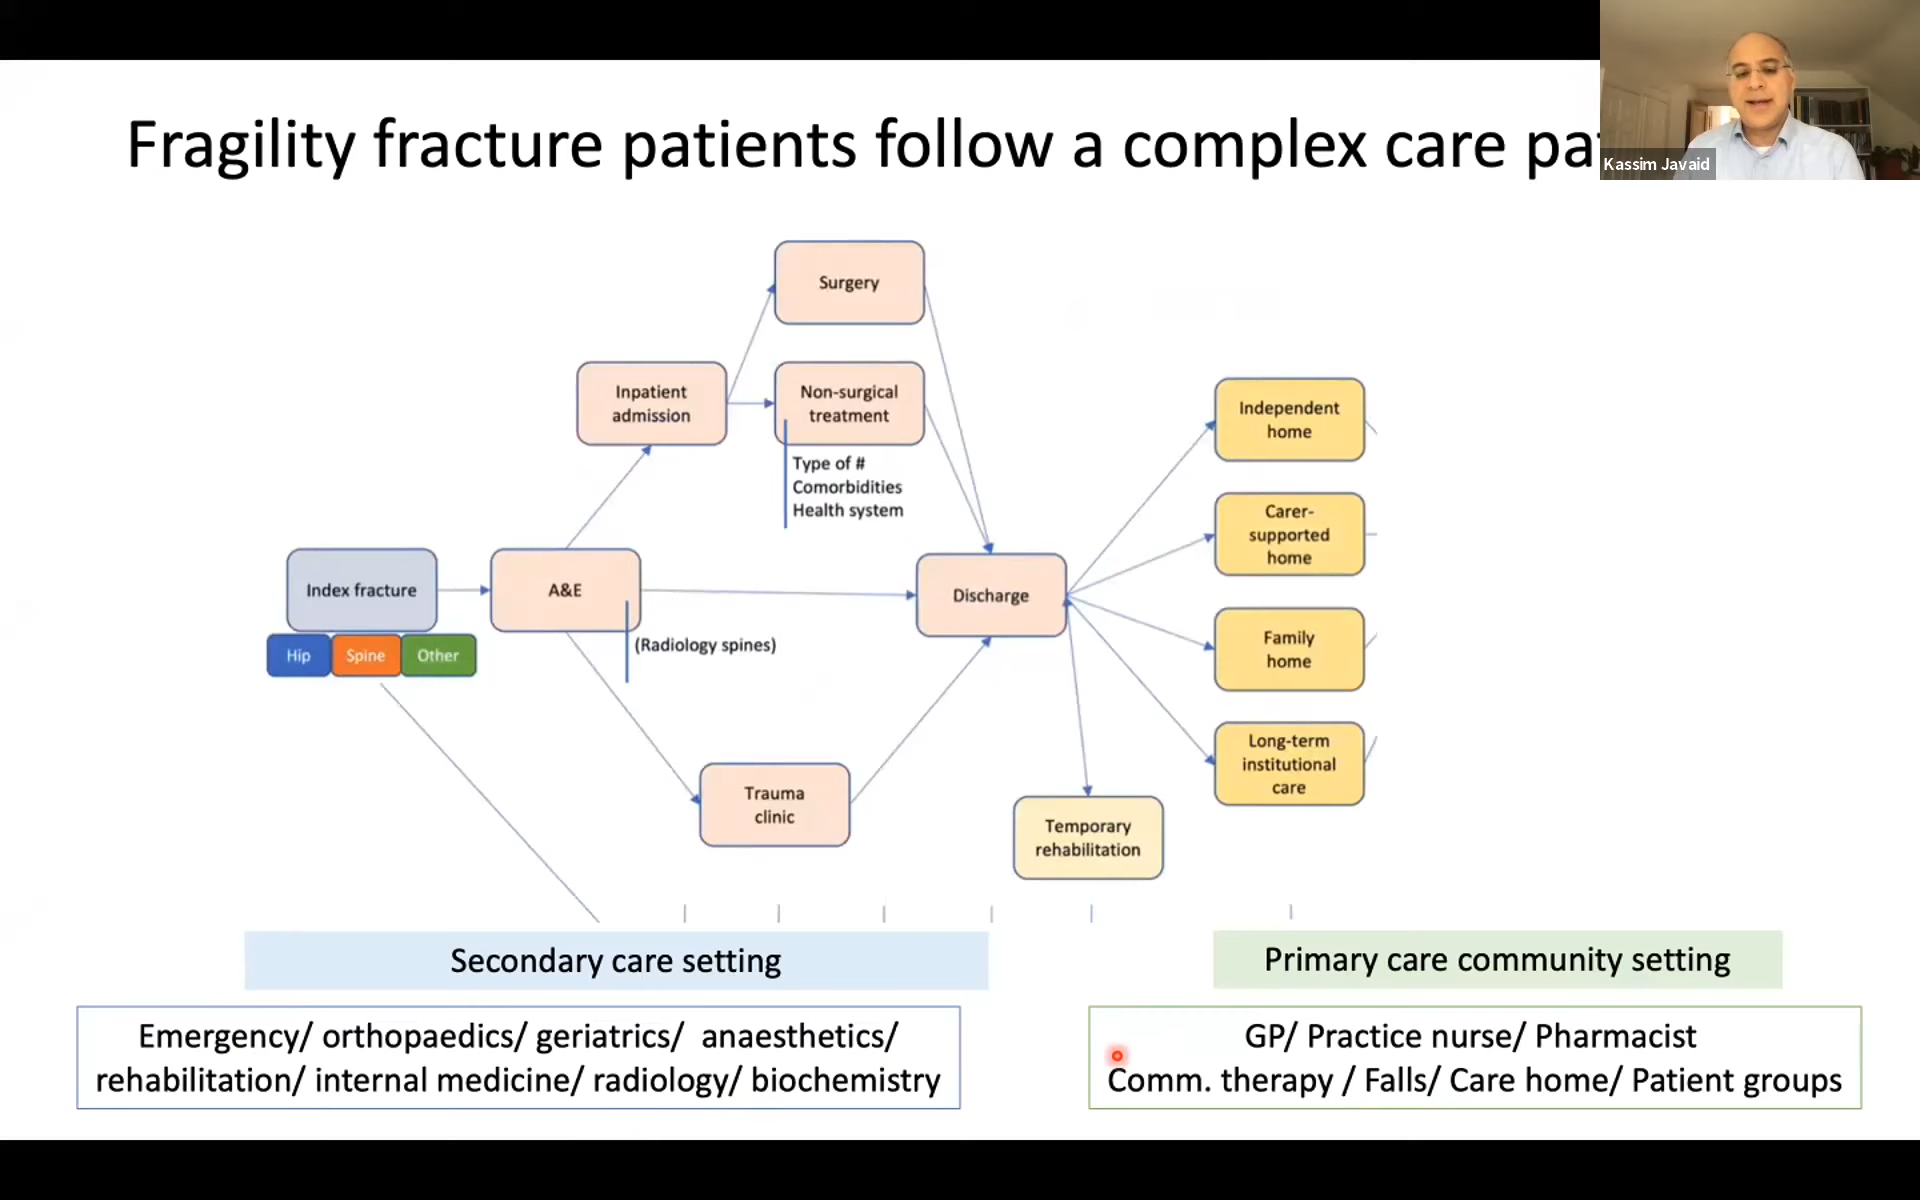 Fragility fracture patients follow a complex care pa
Kassim Javaid
Surgery
Inpatient
admission
Non-surgical
treatment
Type of #
Comorbidities
Health system
Independent
home
Carer-
supported
home
Index fracture
A&E
Discharge
(Radiology spines)
Hip
Spine
Other
Family
home
Long-term
institutional
care
Trauma
clinic
Temporary
rehabilitation
Secondary care setting
Primary care community setting
Emergency/ orthopaedics/ geriatrics/ anaesthetics/
rehabilitation/ internal medicine/ radiology/ biochemistry
GP/ Practice nurse/ Pharmacist
Comm. therapy / Falls/ Care home/ Patient groups